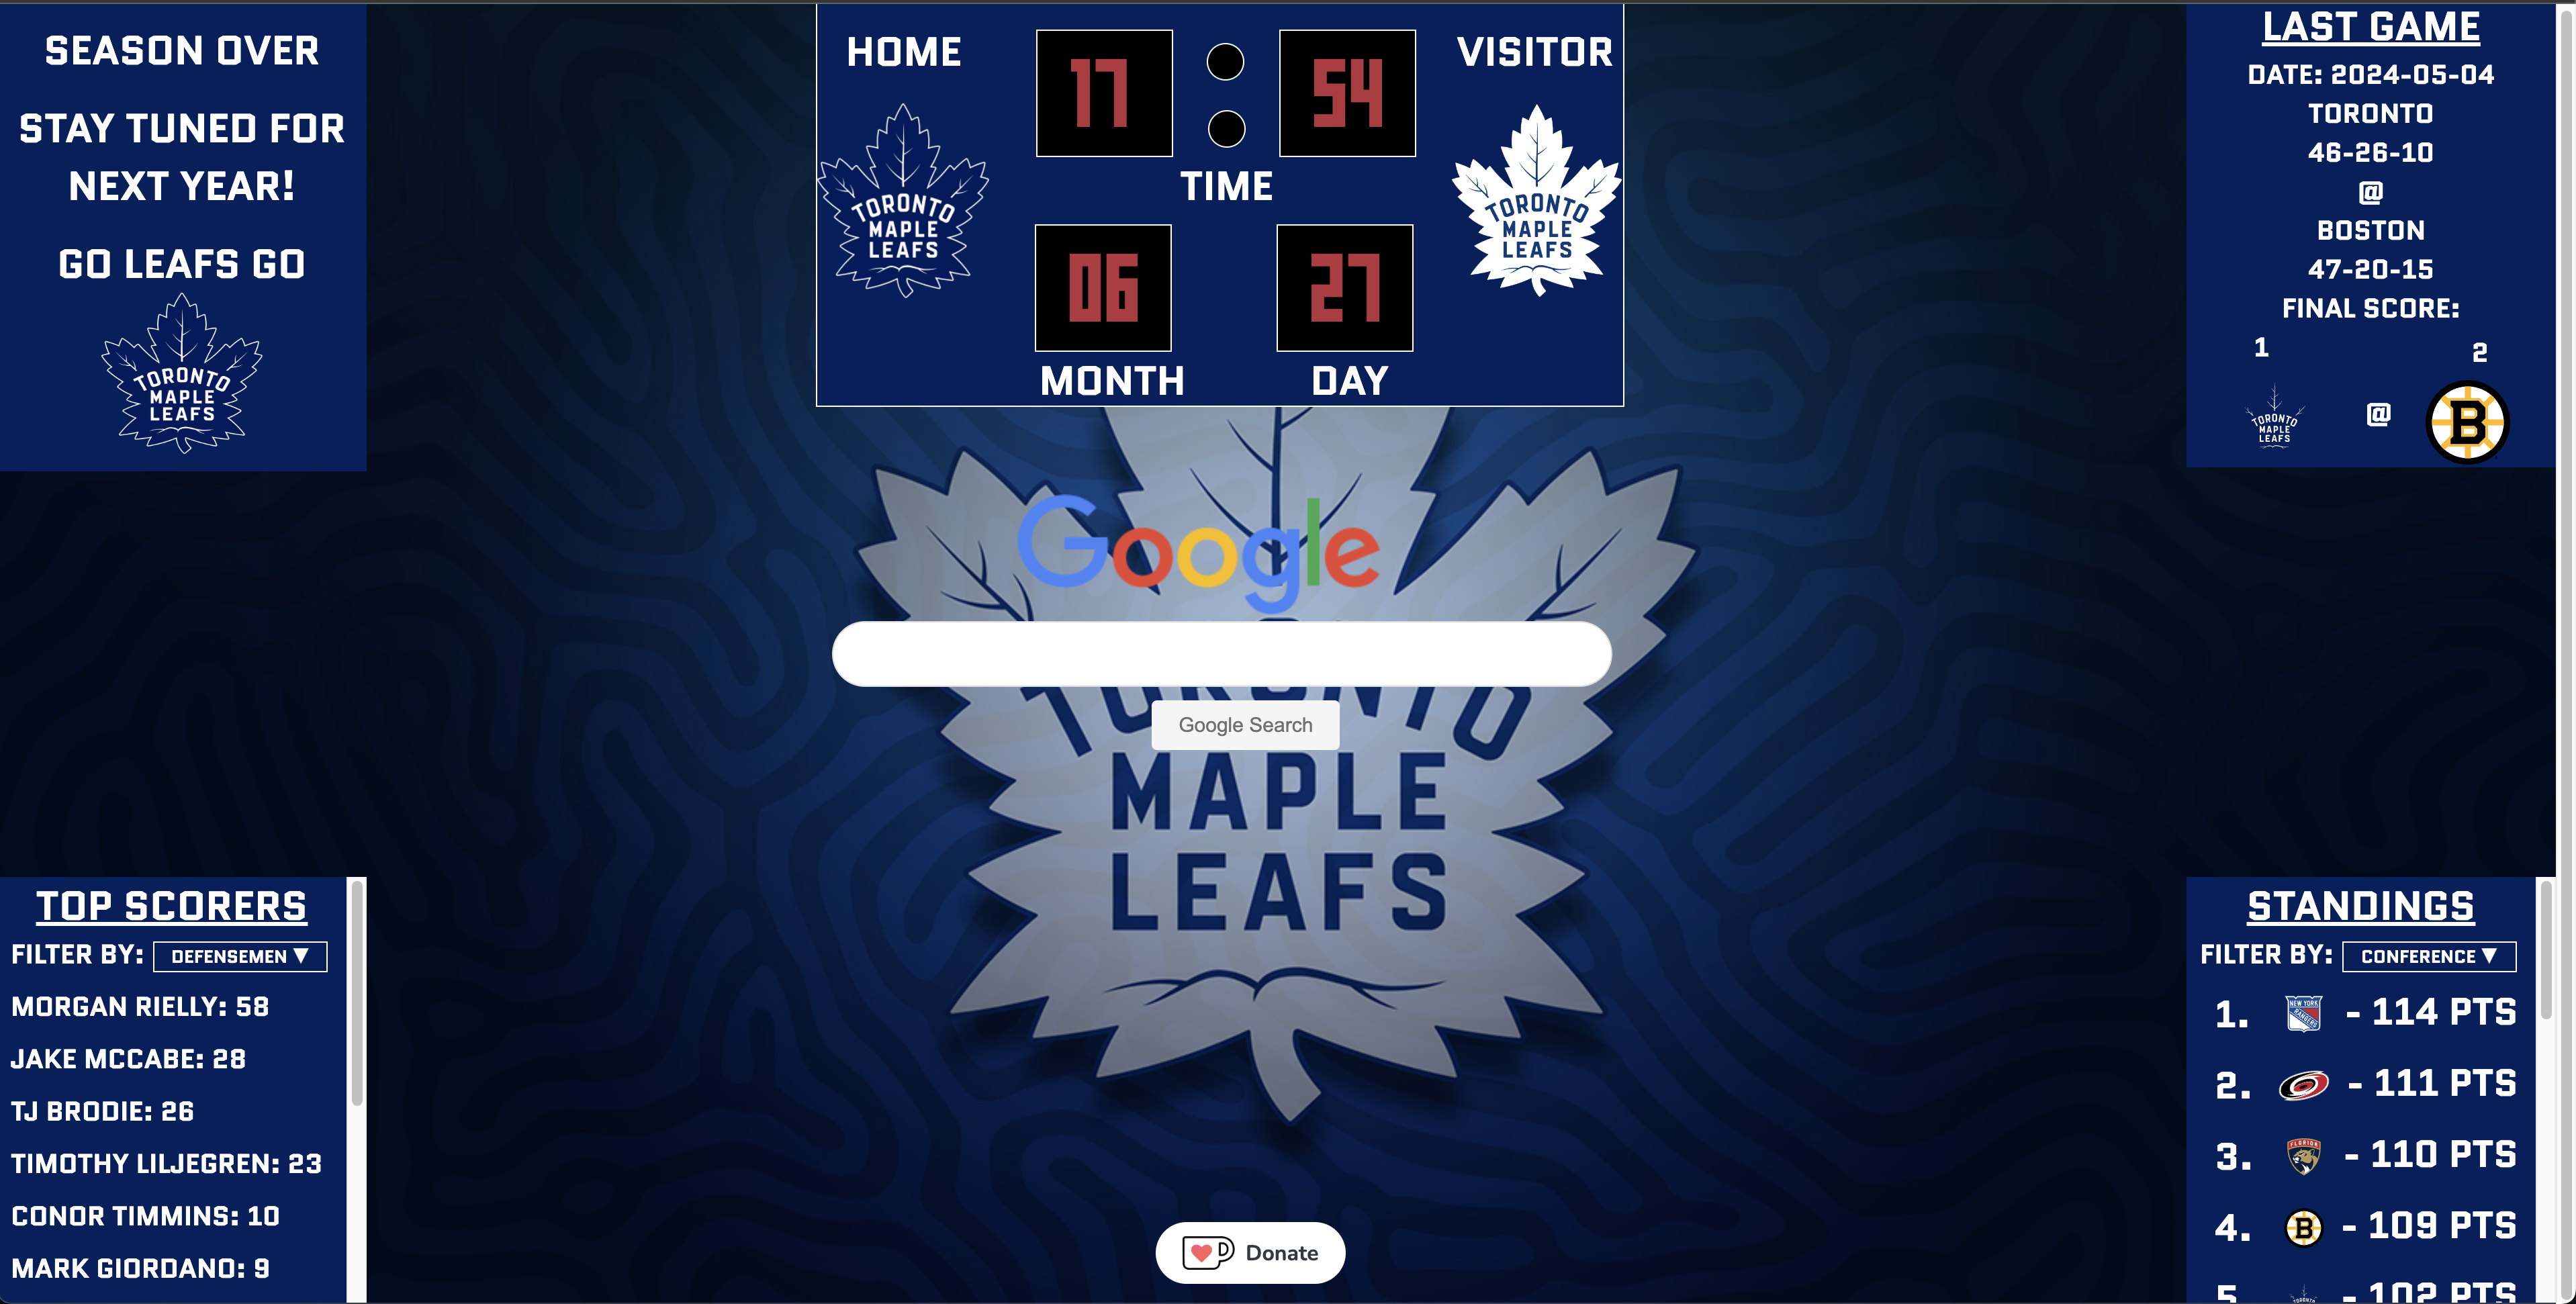 SEASON OVER
STAY TUNED FOR
NEXT YEAR!
GO LEAFS GO
TORONTO
MAPLE
LEAFS
HOME
17
54
VISITOR
TIME
TORONTO
MAPLE
LEAFS
TORONTO
MAPLE
LEAFS
06
27
MONTH
DAY
LAST GAME
DATE: 2024-05-04
TORONTO
46-26-10
@
BOSTON
47-20-15
FINAL SCORE:
1
2
TORONTO
MAPLE
LEAFS
@
B
Google
Google Search
TORONTO
MAPLE
LEAFS
TOP SCORERS
FILTER BY: DEFENSEMEN ▼
MORGAN RIELLY: 58
JAKE MCCABE: 28
TJ BRODIE: 26
TIMOTHY LILJEGREN: 23
CONOR TIMMINS: 10
MARK GIORDANO: 9
STANDINGS
FILTER BY: CONFERENCE ▼
1. NEW YORK RANGERS - 114 PTS
2. - 111 PTS
3. FLORIDA - 110 PTS
4. B - 109 PTS
5. - 102 PTS
D Donate